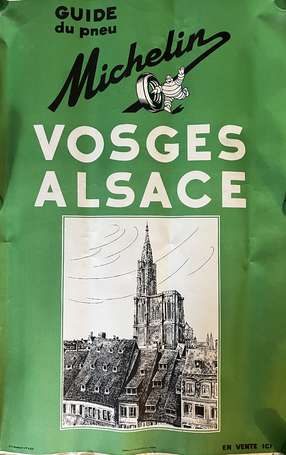 GUIDE
du pneu
Michelin
VOSGES
ALSACE
EN VENTE ICI